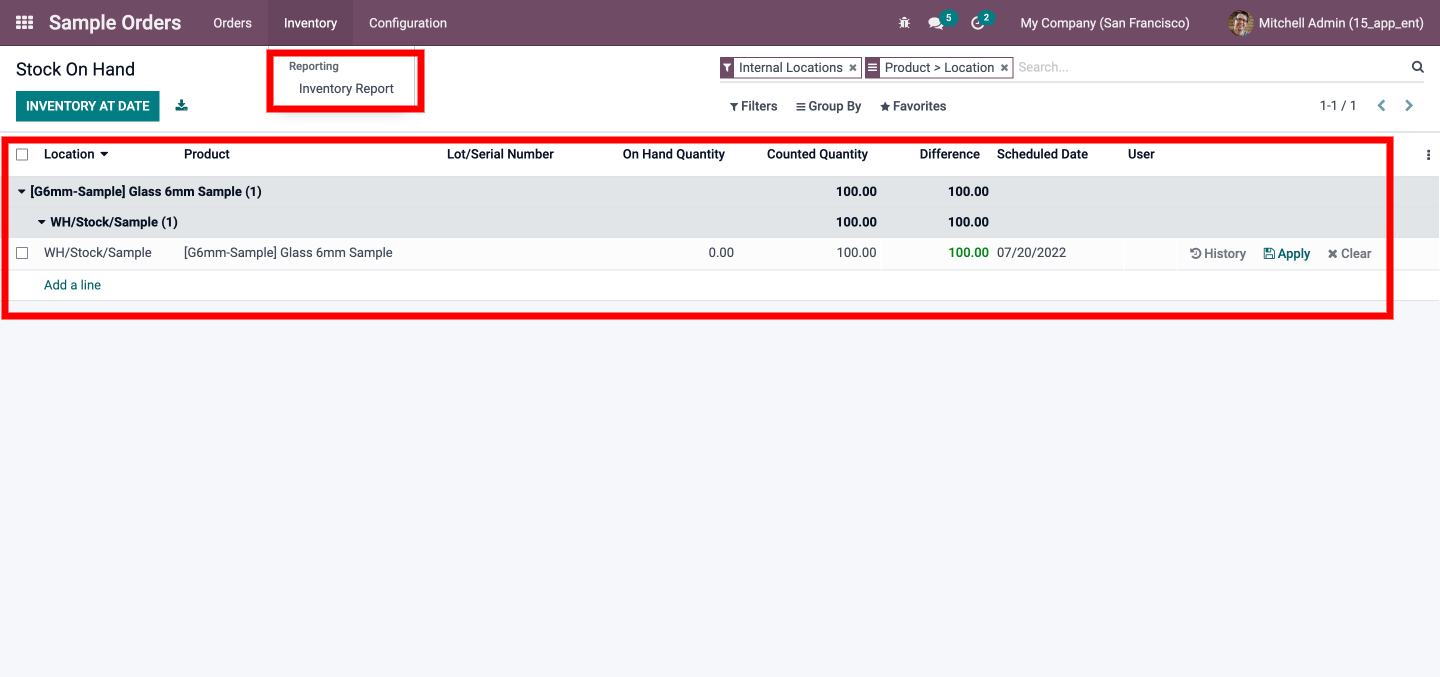 Sample Orders Orders Inventory Configuration 5 2 My Company (San Francisco) Mitchell Admin (15_app_ent)
Stock On Hand Reporting Internal Locations × Product > Location × Search...
Inventory Report
INVENTORY AT DATE Filters Group By Favorites 1-1 / 1
Location Product Lot/Serial Number On Hand Quantity Counted Quantity Difference Scheduled Date User
[G6mm-Sample] Glass 6mm Sample (1) 100.00 100.00
WH/Stock/Sample (1) 100.00 100.00
WH/Stock/Sample [G6mm-Sample] Glass 6mm Sample 0.00 100.00 100.00 07/20/2022 History Apply Clear
Add a line